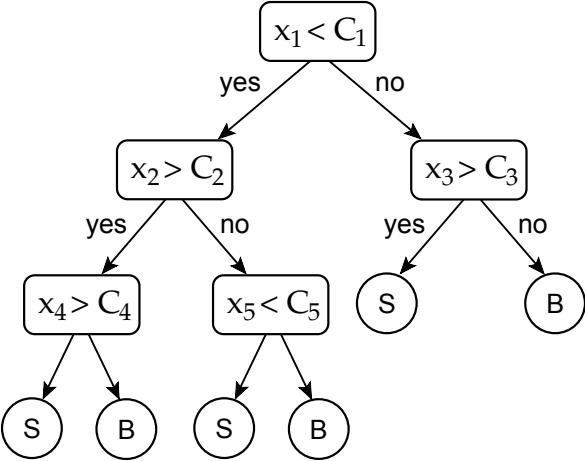 x₁ < C₁
yes no
x₂ > C₂ x₃ > C₃
yes no yes no
x₄ > C₄ x₅ < C₅ S B
S B S B